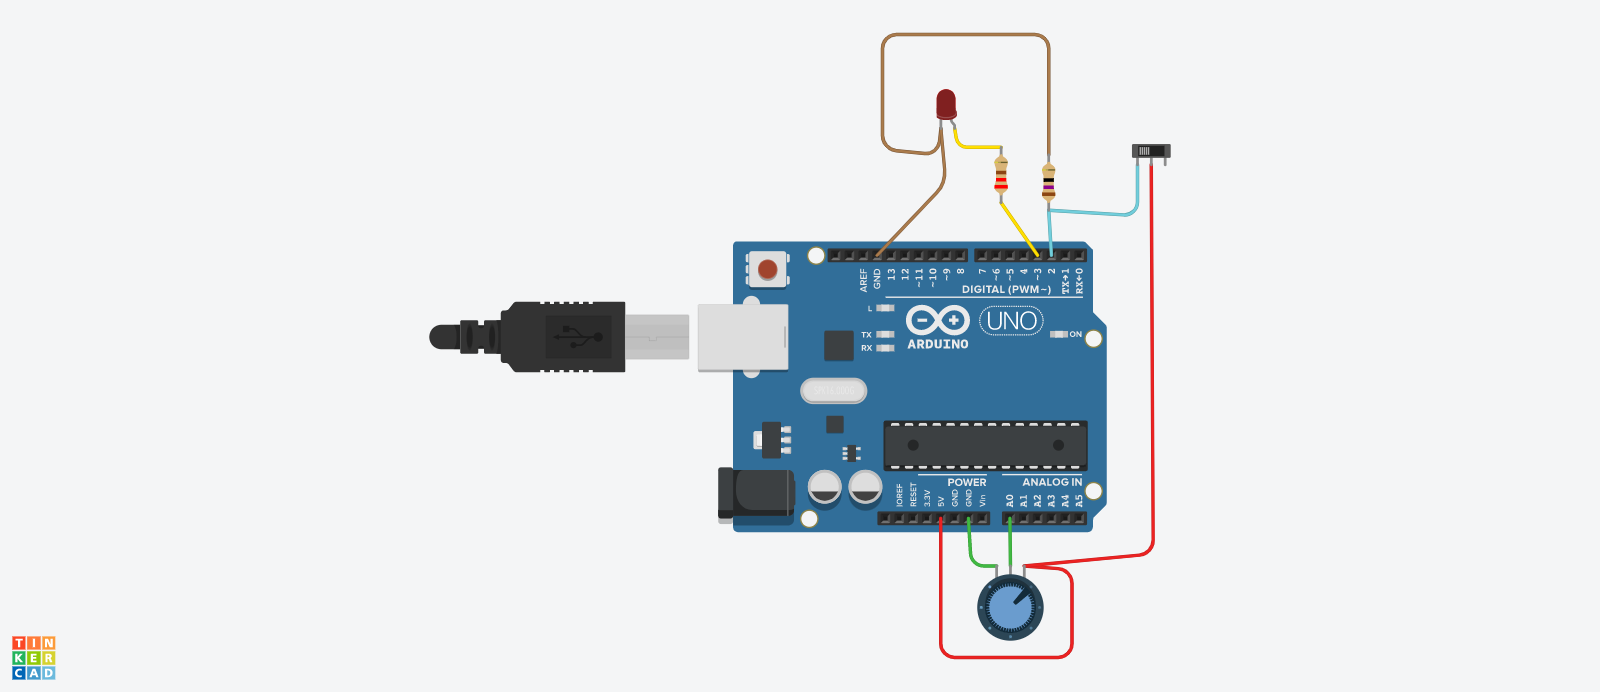 AREF
GND
13
12
~11
~10
~9
8
7
~6
~5
4
~3
2
TX→1
RX←0
DIGITAL (PWM~)
L
TX
RX
ARDUINO
UNO
ON
POWER
ANALOG IN
IOREF
RESET
3.3V
5V
GND
GND
Vin
A0
A1
A2
A3
A4
A5
TIN
KER
CAD